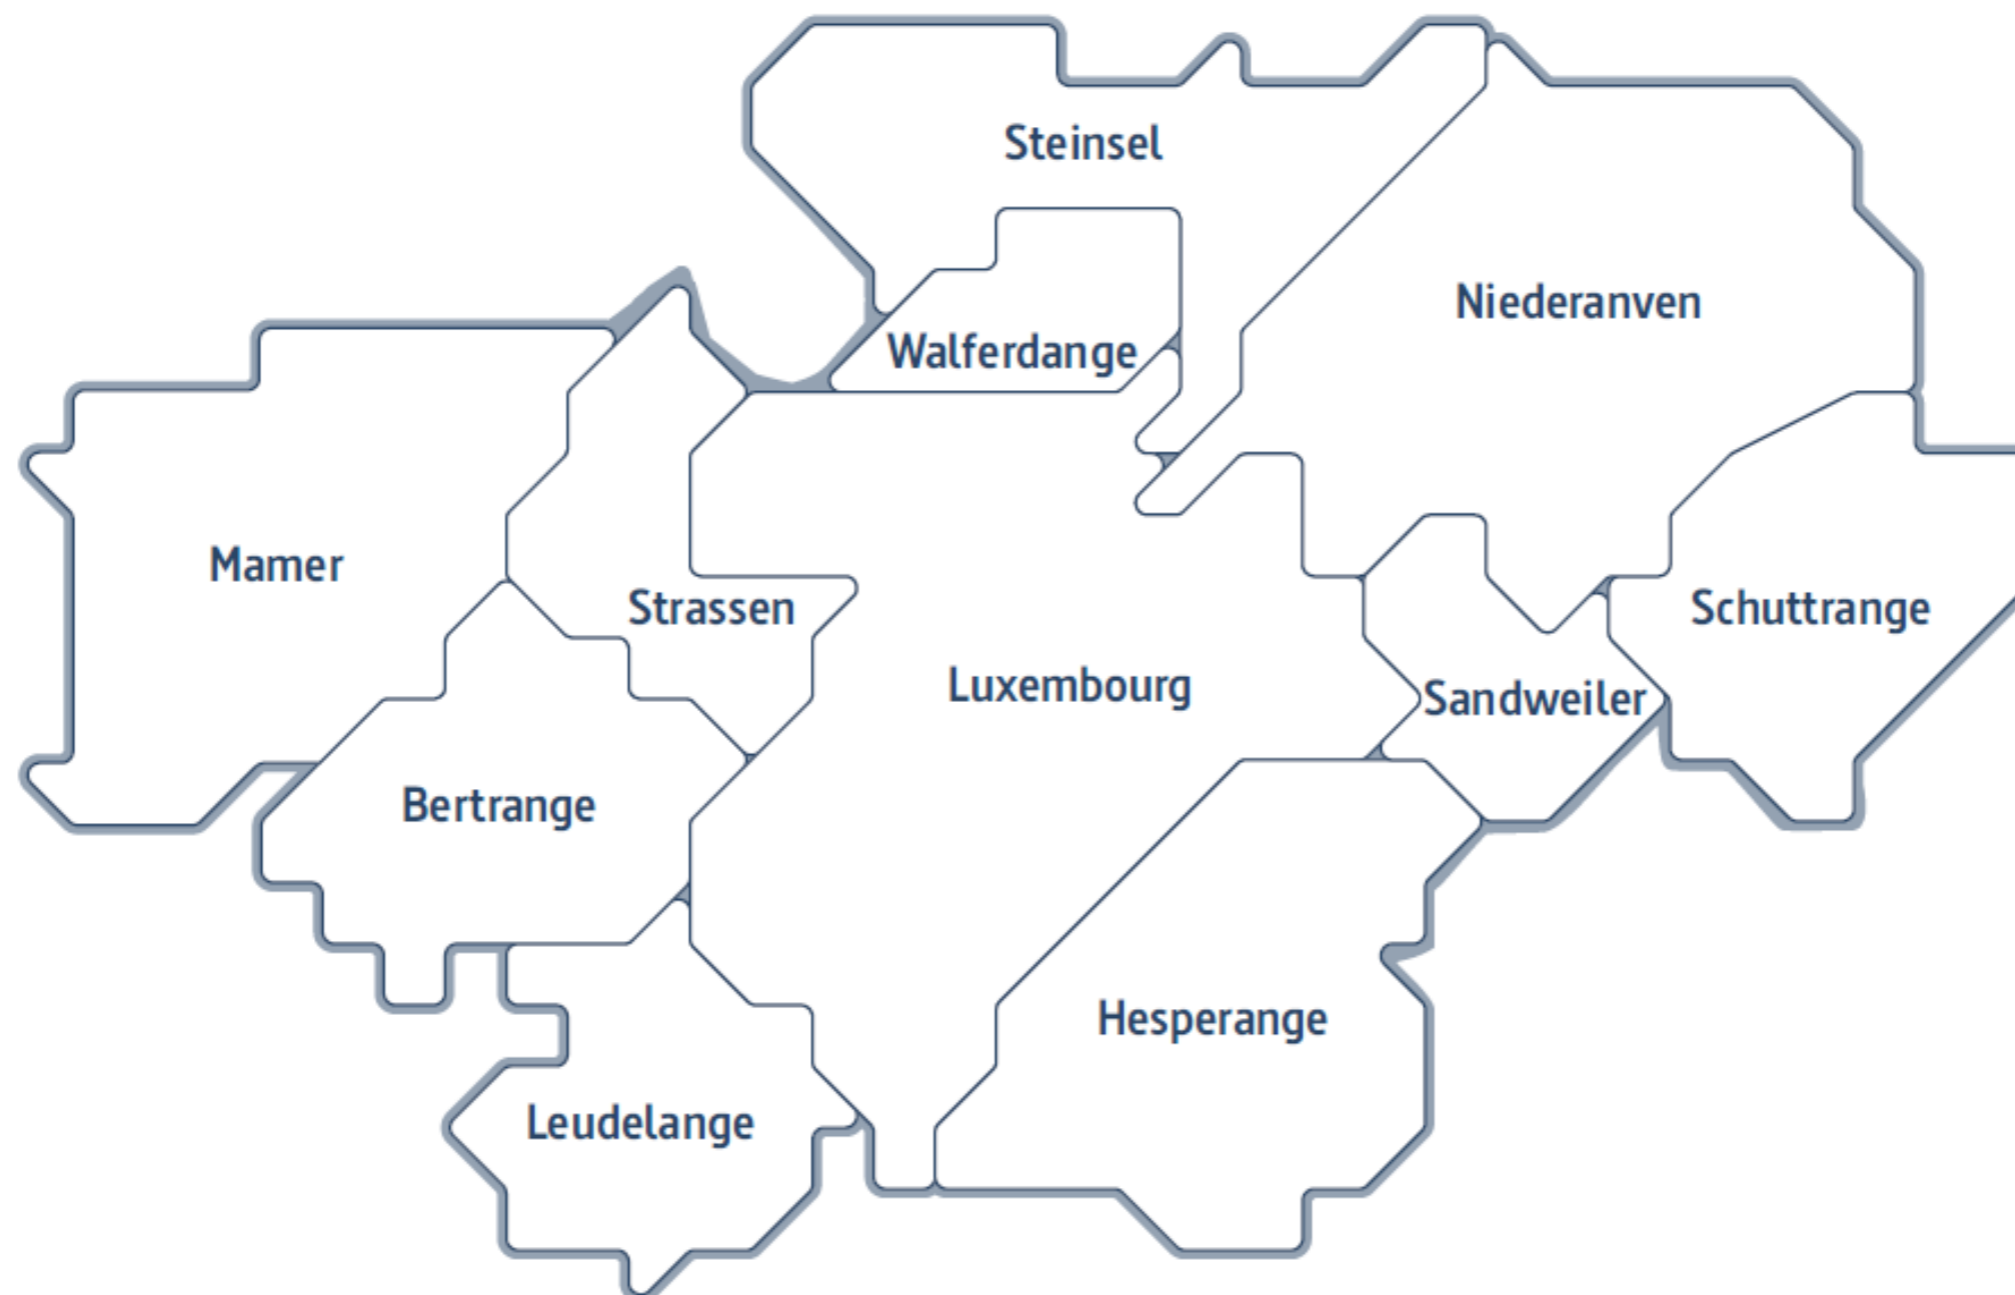 Steinsel
Niederanven
Walferdange
Mamer
Strassen
Schuttrange
Luxembourg
Sandweiler
Bertrange
Hesperange
Leudelange